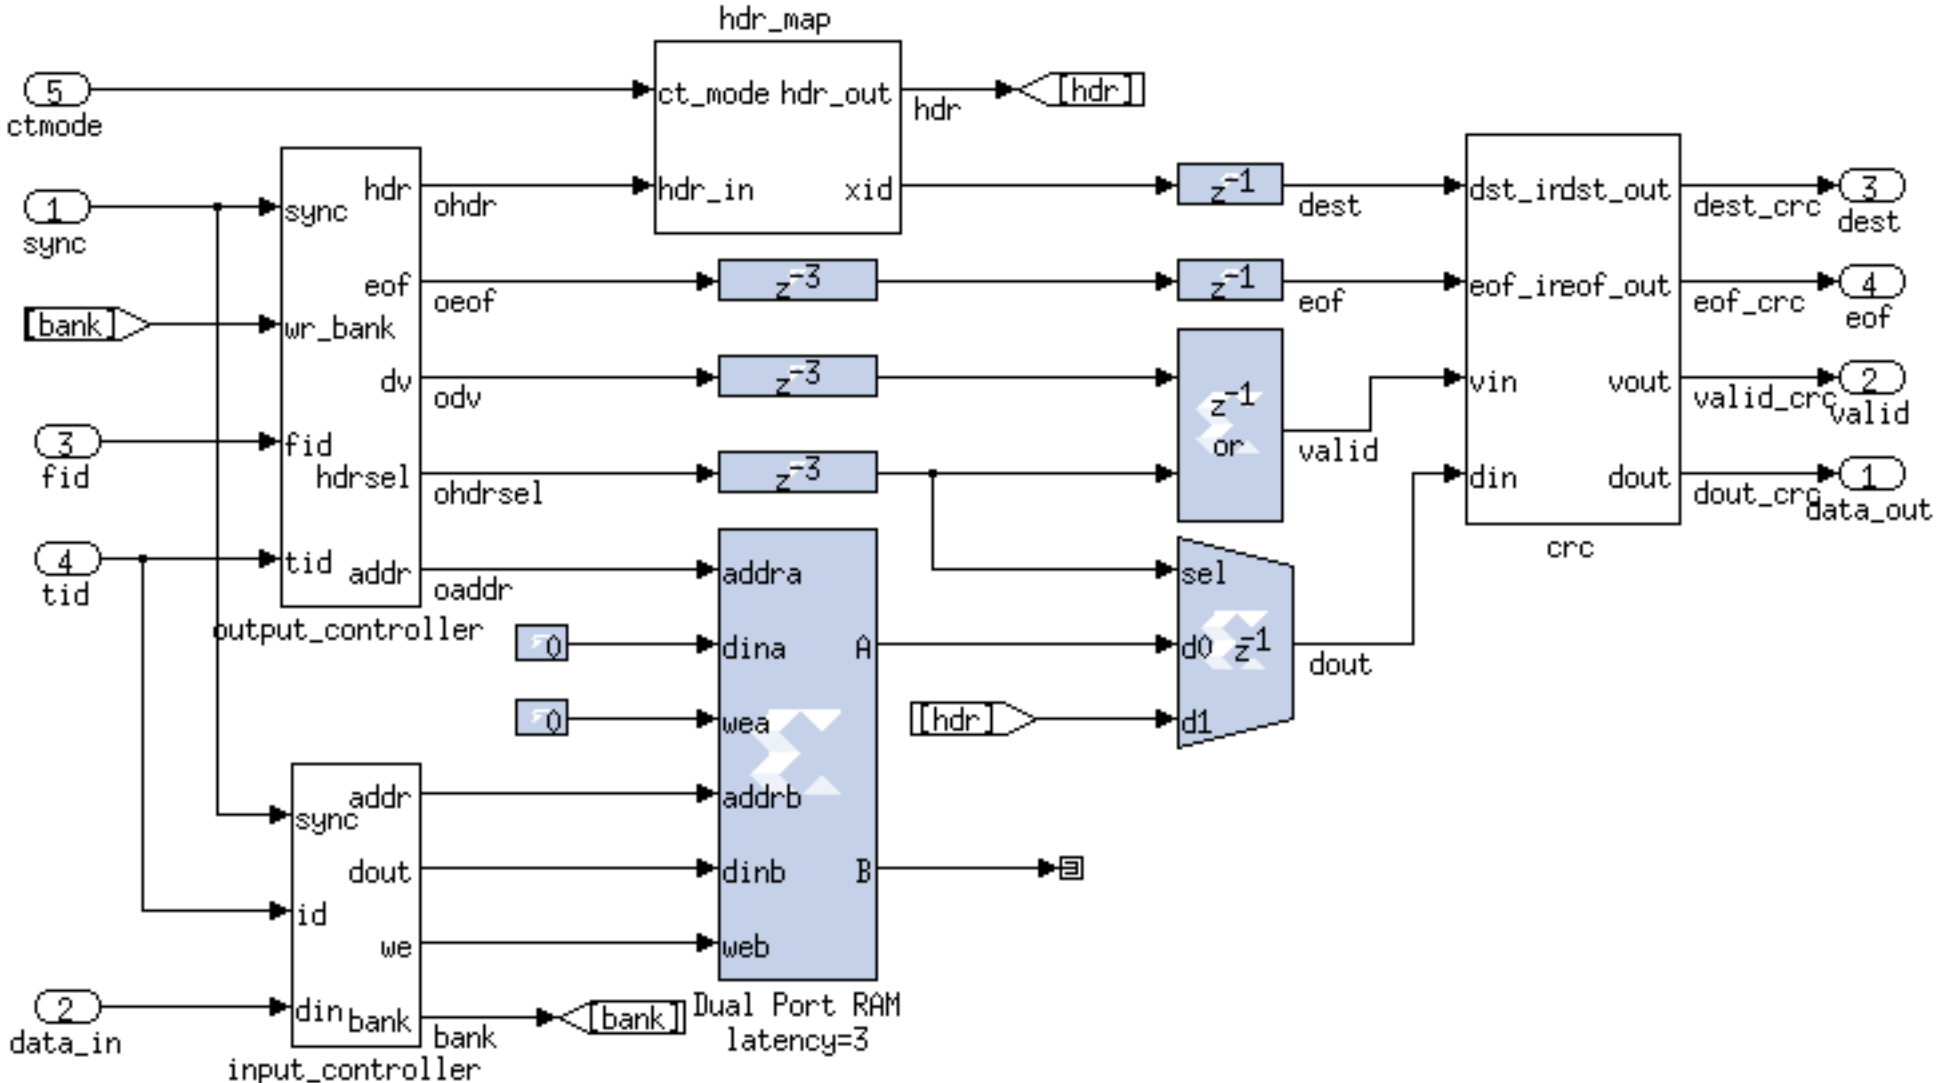 hdr_map
5
ctmode
ct_mode hdr_out
hdr
[hdr]
hdr_in
xid
1
sync
sync
hdr
ohdr
eof
oeof
[bank]
wr_bank
dv
odv
3
fid
fid
hdrsel
ohdrsel
4
tid
tid
addr
oaddr
output_controller
z-3
z-3
z-3
z-1
dest
z-1
eof
z-1
or
valid
dst_in
dst_out
eof_in
eof_out
vin
vout
din
dout
crc
dest_crc
3
dest
eof_crc
4
eof
valid_crc
2
valid
dout_crc
1
data_out
0
0
addra
dina
A
wea
addrb
dinb
B
web
Dual Port RAM
latency=3
sel
d0
z-1
d1
dout
[hdr]
addr
sync
dout
id
we
din
bank
bank
[bank]
2
data_in
input_controller